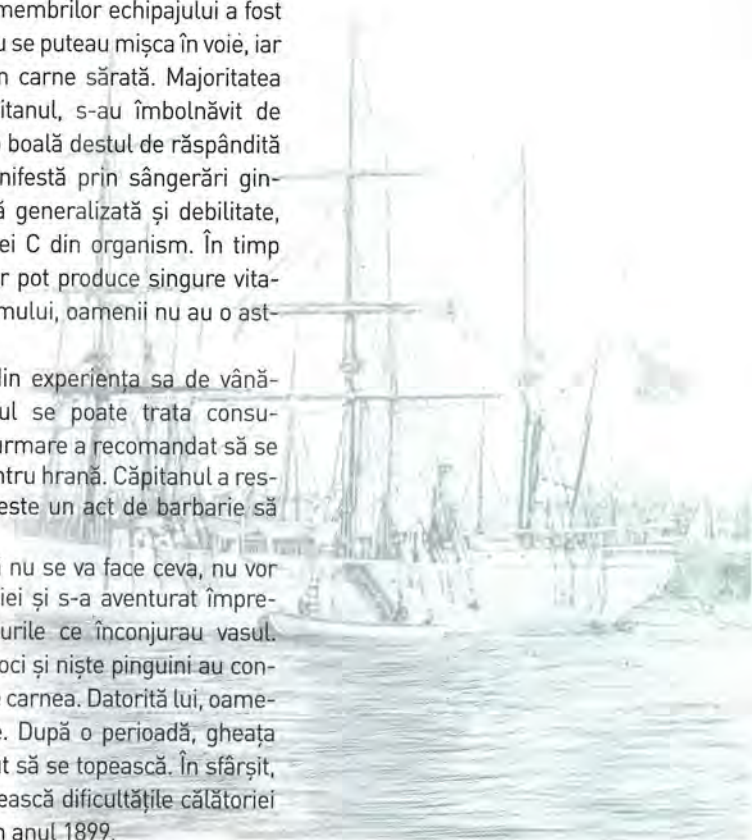 membrilor echipajului a fost
u se puteau mișca în voie, iar
n carne sărată. Majoritatea
itanul, s-au îmbolnăvit de
boală destul de răspândită
nifestă prin sângerări gin-
ă generalizată și debilitate,
ei C din organism. În timp
r pot produce singure vita-
mului, oamenii nu au o ast-
din experiența sa de vână-
ul se poate trata consu-
urmare a recomandat să se
ntru hrană. Căpitanul a res-
este un act de barbarie să
nu se va face ceva, nu vor
iei și s-a aventurat împre-
urile ce înconjurau vasul.
oci și niște pinguini au con-
carnea. Datorită lui, oame-
e. După o perioadă, gheața
ut să se topească. În sfârșit,
ească dificultățile călătoriei
n anul 1899.